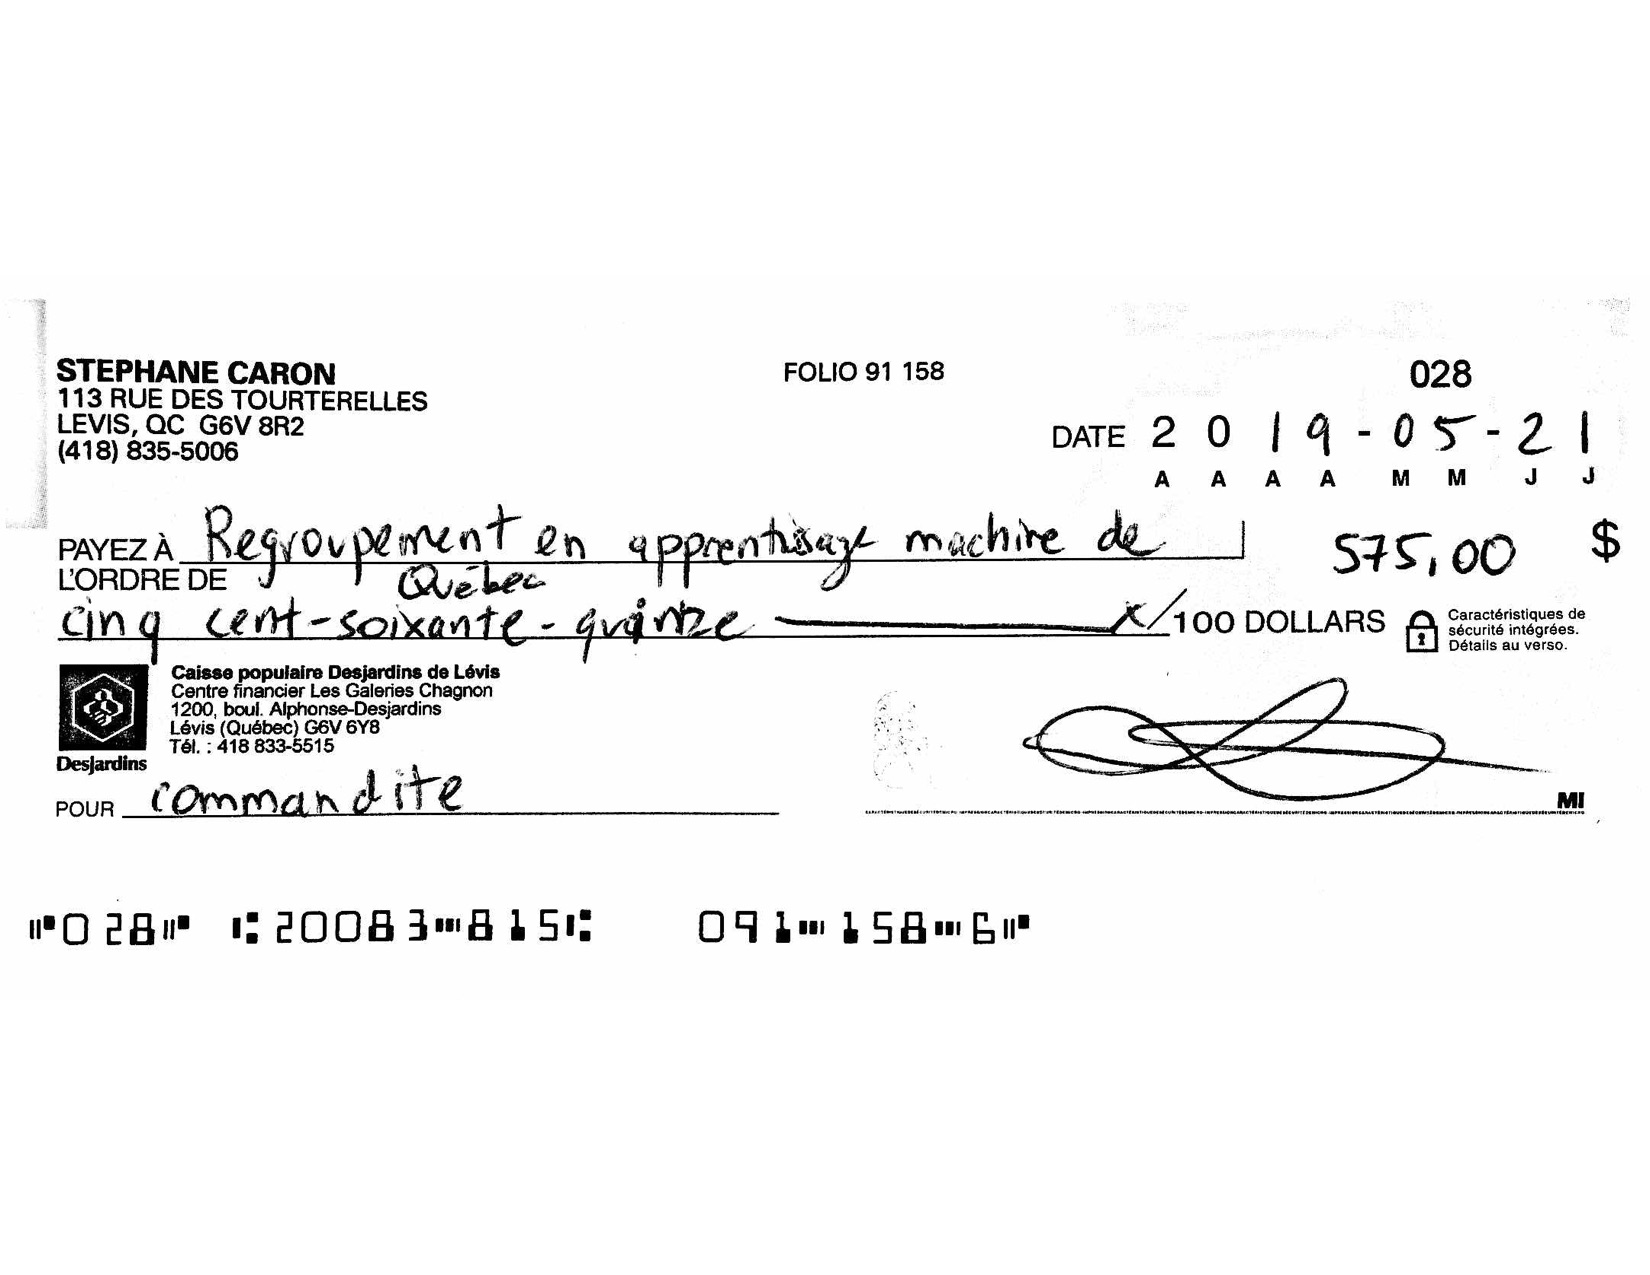 STEPHANE CARON
113 RUE DES TOURTERELLES
LEVIS, QC G6V 8R2
(418) 835-5006
FOLIO 91 158
028
DATE 2019-05-21
A A A A M M J J
PAYEZ À L'ORDRE DE Regroupement en apprentissage machine de
Québec
575,00 $
cinq cent-soixante-quinze x/100 DOLLARS
Caractéristiques de
sécurité intégrées.
Détails au verso.
Caisse populaire Desjardins de Lévis
Centre financier Les Galeries Chagnon
1200, boul. Alphonse-Desjardins
Lévis (Québec) G6V 6Y8
Tél. : 418 833-5515
Desjardins
POUR commandite
MI
⑈028⑈ ⑆20083⑉815⑆ 091⑉158⑉6⑈